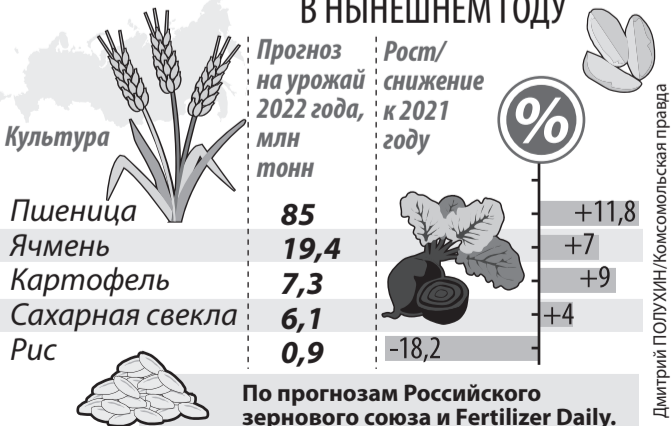 В НЫНЕШНЕМ ГОДУ
Культура
Прогноз
на урожай
2022 года,
млн
тонн
Рост/
снижение
к 2021
году
%
Пшеница 85 +11,8
Ячмень 19,4 +7
Картофель 7,3 +9
Сахарная свекла 6,1 +4
Рис 0,9 -18,2
По прогнозам Российского
зернового союза и Fertilizer Daily.
Дмитрий ПОЛУХИН/Комсомольская правда